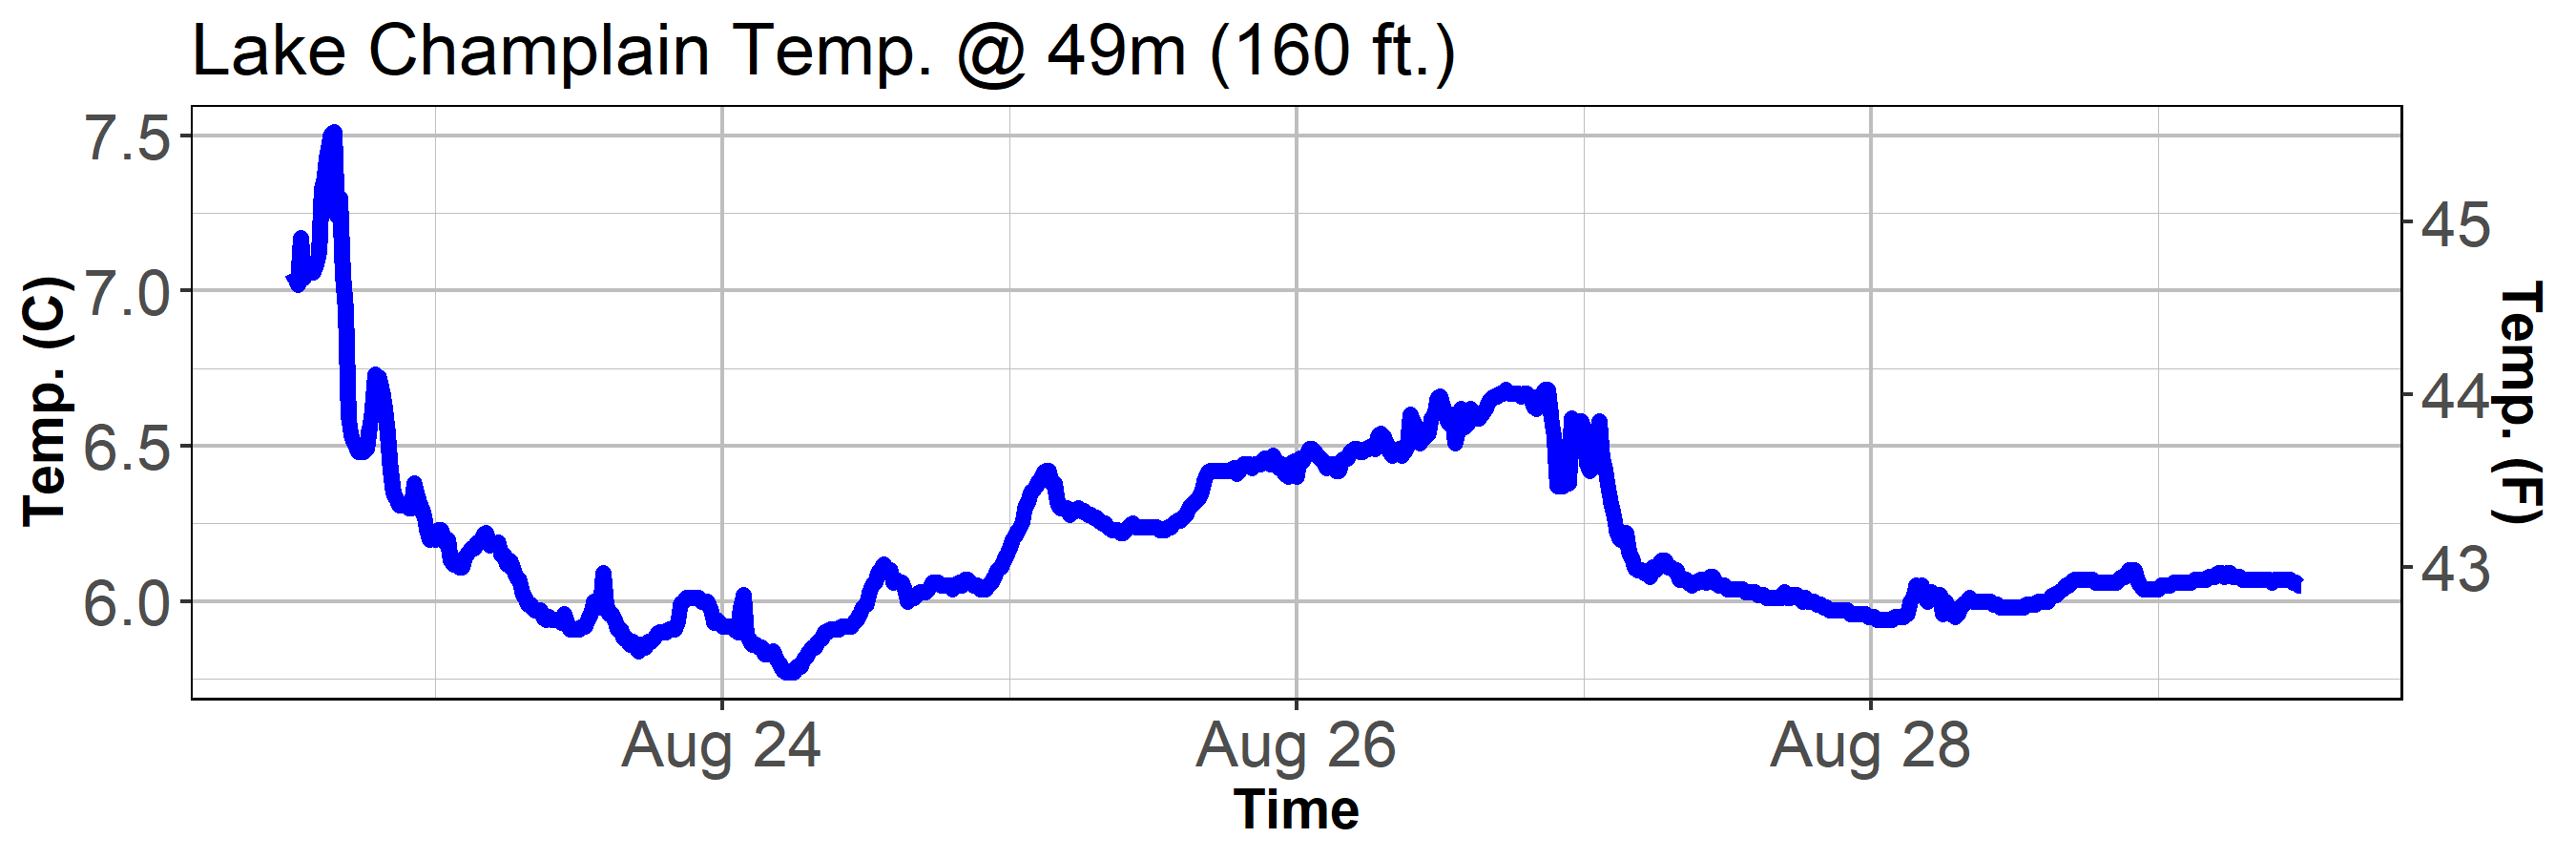 Lake Champlain Temp. @ 49m (160 ft.)
7.5
7.0
6.5
6.0
Temp. (C)
45
44
43
Temp. (F)
Aug 24 Aug 26 Aug 28
Time